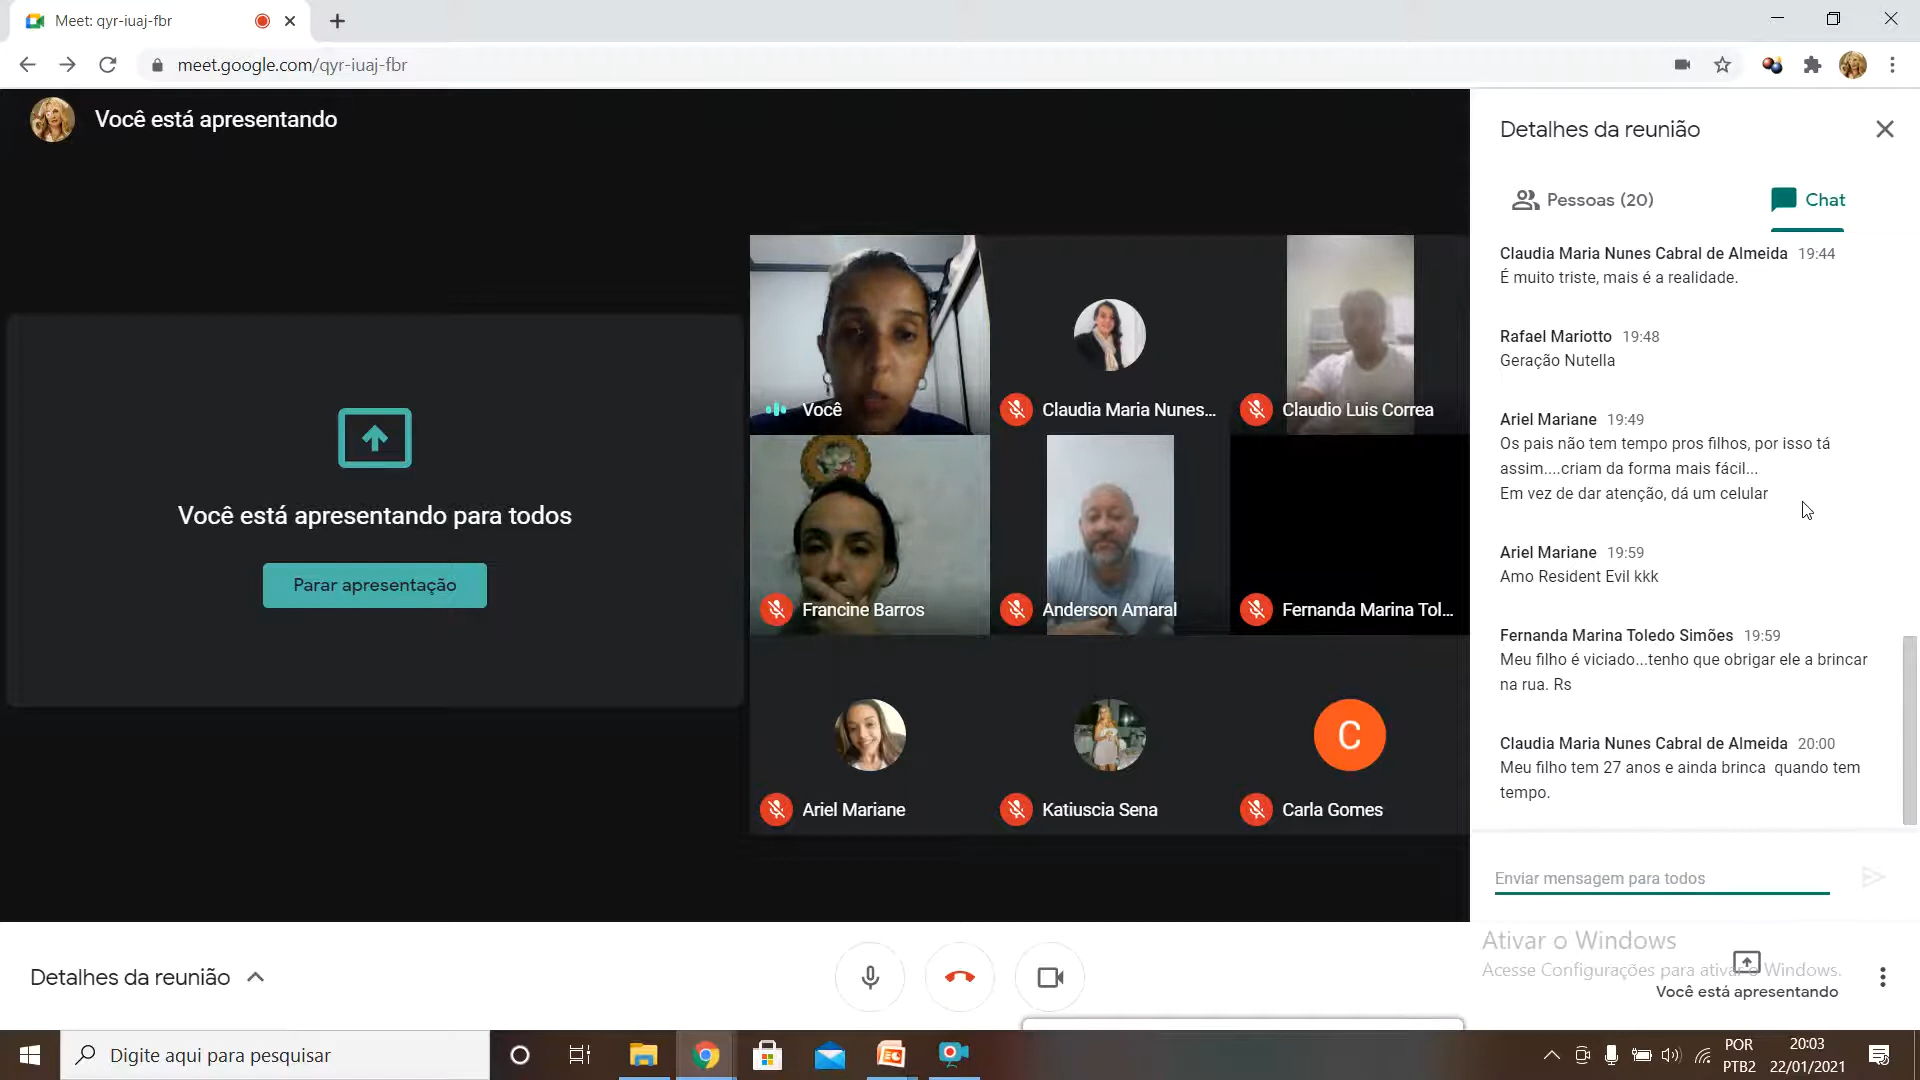 Meet: qyr-iuaj-fbr
meet.google.com/qyr-iuaj-fbr
Você está apresentando
Detalhes da reunião
Pessoas (20)
Chat
Claudia Maria Nunes Cabral de Almeida 19:44
É muito triste, mais é a realidade.
Rafael Mariotto 19:48
Geração Nutella
Ariel Mariane 19:49
Os pais não tem tempo pros filhos, por isso tá
assim....criam da forma mais fácil...
Em vez de dar atenção, dá um celular
Ariel Mariane 19:59
Amo Resident Evil kkk
Fernanda Marina Toledo Simões 19:59
Meu filho é viciado...tenho que obrigar ele a brincar
na rua. Rs
Claudia Maria Nunes Cabral de Almeida 20:00
Meu filho tem 27 anos e ainda brinca quando tem
tempo.
Enviar mensagem para todos
Você está apresentando para todos
Parar apresentação
Você
Claudia Maria Nunes...
Claudio Luis Correa
Francine Barros
Anderson Amaral
Fernanda Marina Tol...
Ariel Mariane
C
Katiuscia Sena
Carla Gomes
Ativar o Windows
Acesse Configurações para ativar o Windows.
Você está apresentando
Detalhes da reunião
Digite aqui para pesquisar
POR
PTB2
20:03
22/01/2021